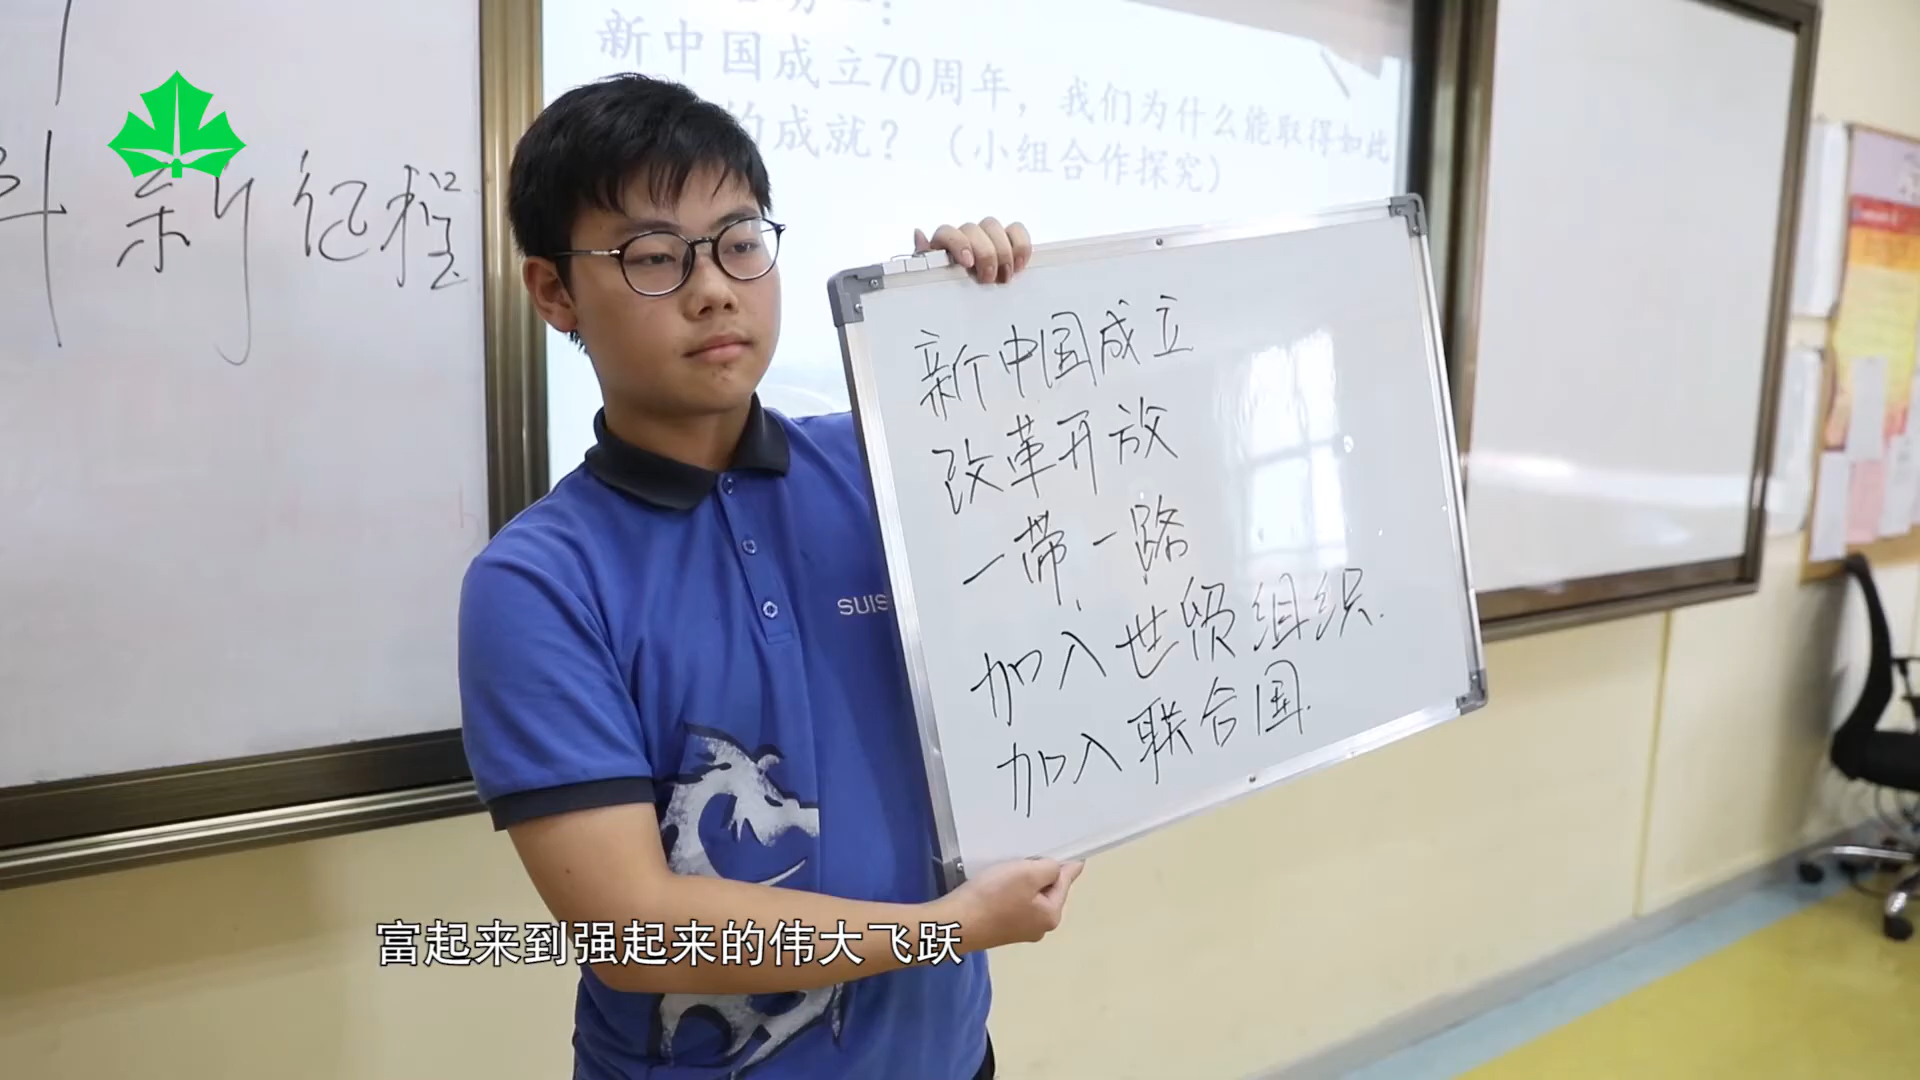 新中国成立70周年，我们为什么能取得如此
的成就？（小组合作探究）
新征程
新中国成立
改革开放
一带一路
加入世贸组织.
加入联合国.
SUIS
富起来到强起来的伟大飞跃